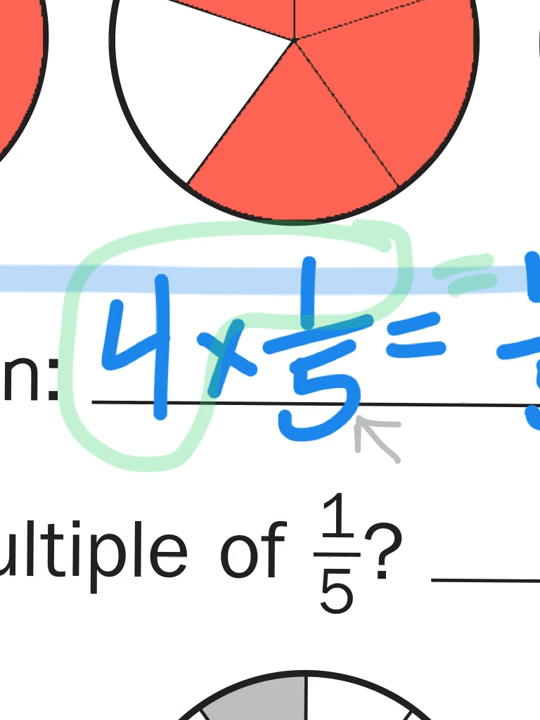 n: 4 × 1/5 =
ultiple of 1/5?